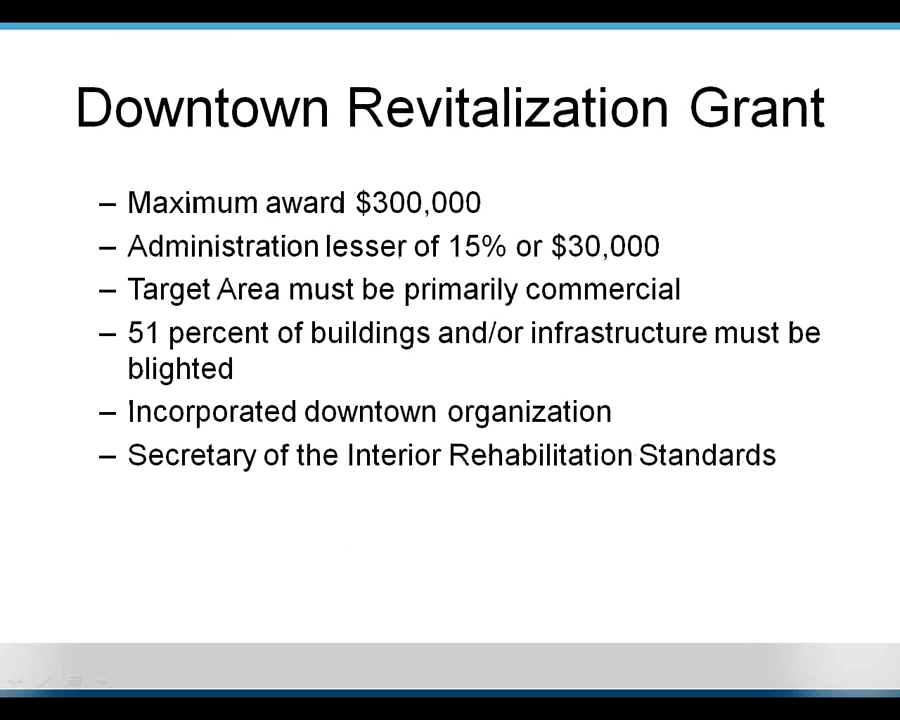 Downtown Revitalization Grant
– Maximum award $300,000
– Administration lesser of 15% or $30,000
– Target Area must be primarily commercial
– 51 percent of buildings and/or infrastructure must be
blighted
– Incorporated downtown organization
– Secretary of the Interior Rehabilitation Standards